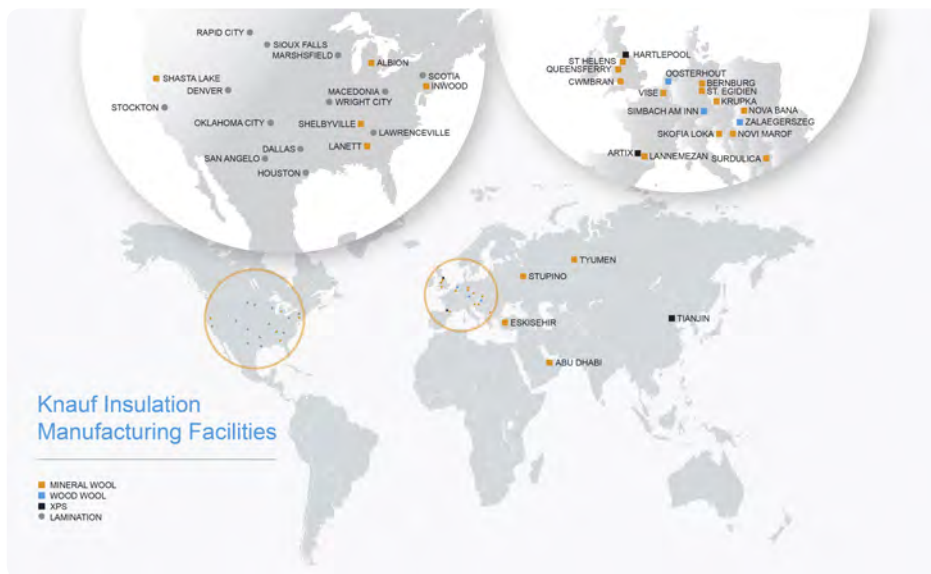 RAPID CITY
SIOUX FALLS
MARSHSFIELD
ALBION
SHASTA LAKE
DENVER
SCOTIA
INWOOD
MACEDONIA
WRIGHT CITY
STOCKTON
OKLAHOMA CITY
SHELBYVILLE
LAWRENCEVILLE
DALLAS
LANETT
SAN ANGELO
HOUSTON
HARTLEPOOL
ST HELENS
QUEENSFERRY
OOSTERHOUT
CWMBRAN
BERNBURG
VISE
ST. EGIDIEN
KRUPKA
SIMBACH AM INN
NOVA BANA
ZALAEGERSZEG
SKOFIA LOKA
NOVI MAROF
ARTIX
LANNEMEZAN
SURDULICA
TYUMEN
STUPINO
ESKISEHIR
TIANJIN
ABU DHABI
Knauf Insulation
Manufacturing Facilities
MINERAL WOOL
WOOD WOOL
XPS
LAMINATION